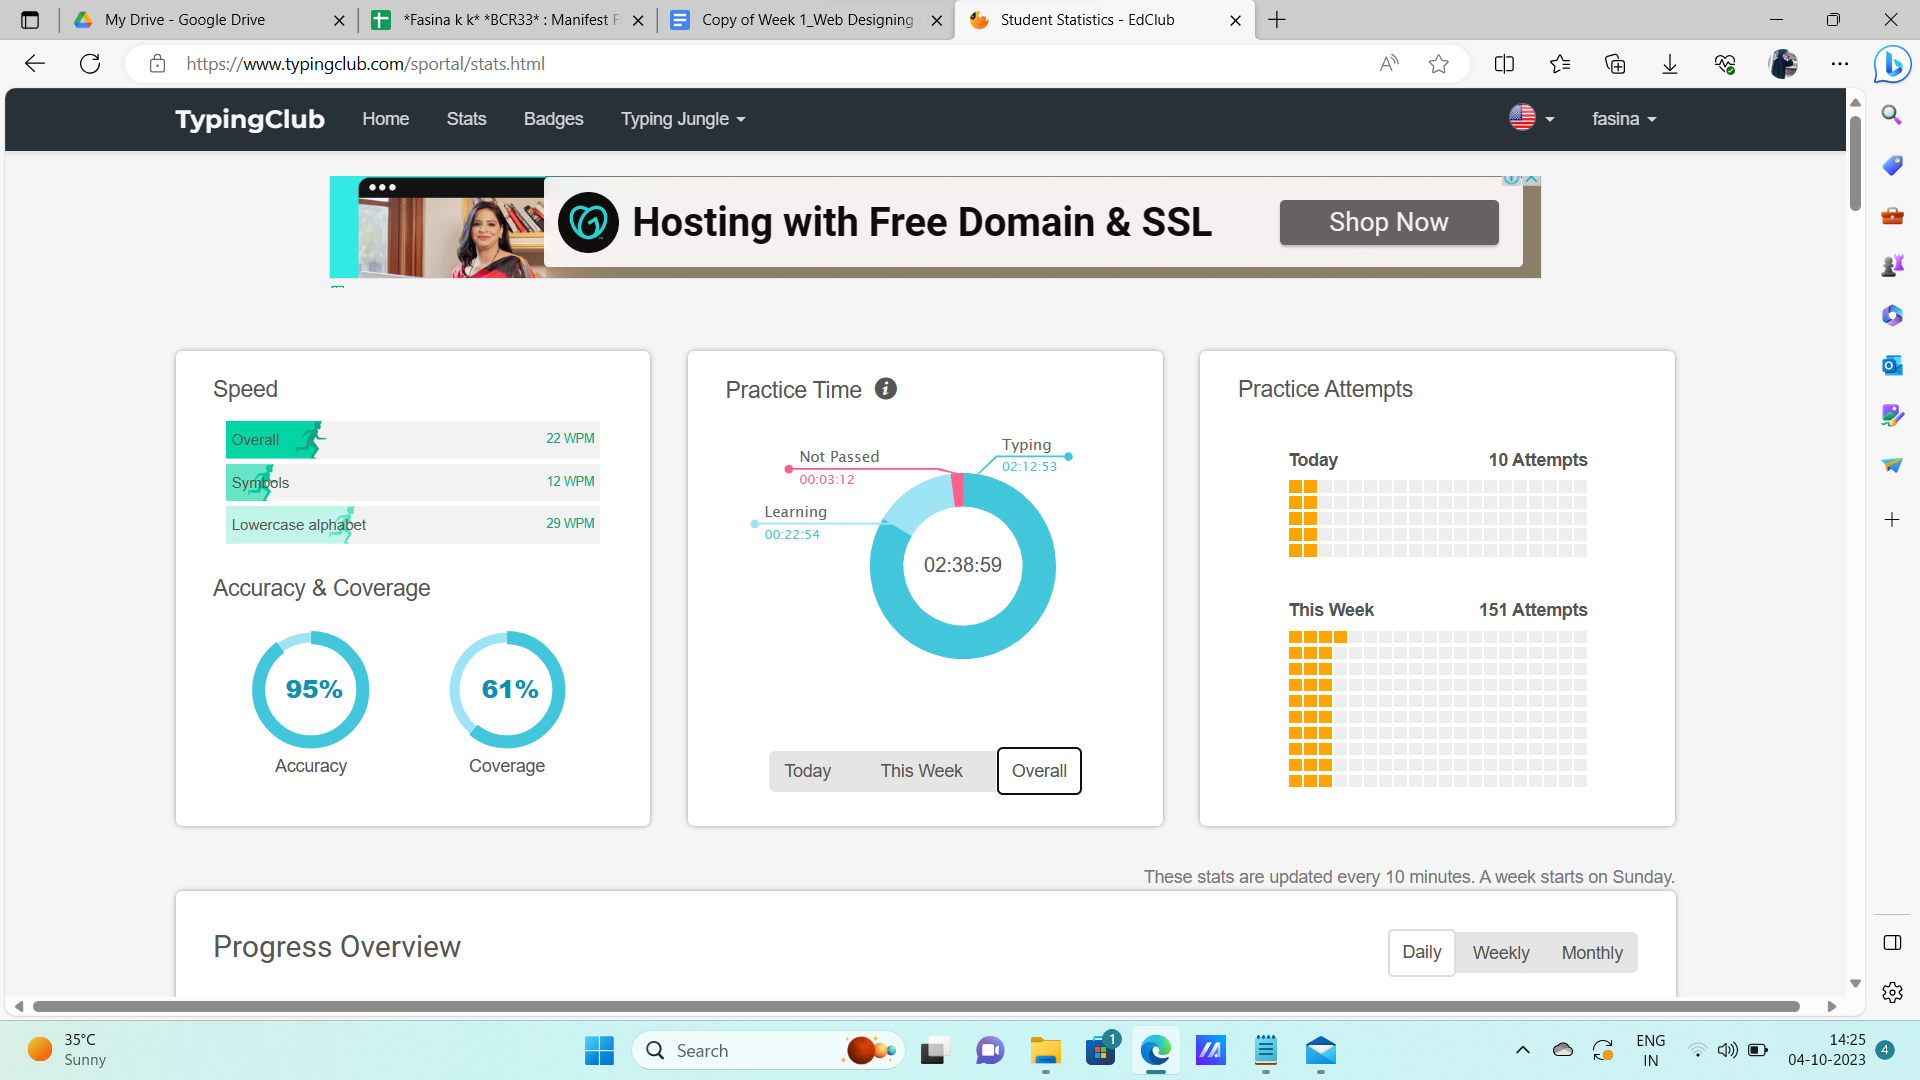 My Drive - Google Drive
*Fasina k k* *BCR33* : Manifest F
Copy of Week 1_Web Designing
Student Statistics - EdClub
https://www.typingclub.com/sportal/stats.html
TypingClub
Home
Stats
Badges
Typing Jungle
fasina
Hosting with Free Domain & SSL
Shop Now
Speed
Overall 22 WPM
Symbols 12 WPM
Lowercase alphabet 29 WPM
Accuracy & Coverage
95%
61%
Accuracy
Coverage
Practice Time
Typing
02:12:53
Not Passed
00:03:12
Learning
00:22:54
02:38:59
Today
This Week
Overall
Practice Attempts
Today 10 Attempts
This Week 151 Attempts
These stats are updated every 10 minutes. A week starts on Sunday.
Progress Overview
Daily
Weekly
Monthly
35°C
Sunny
Search
1
ENG
IN
14:25
04-10-2023
4